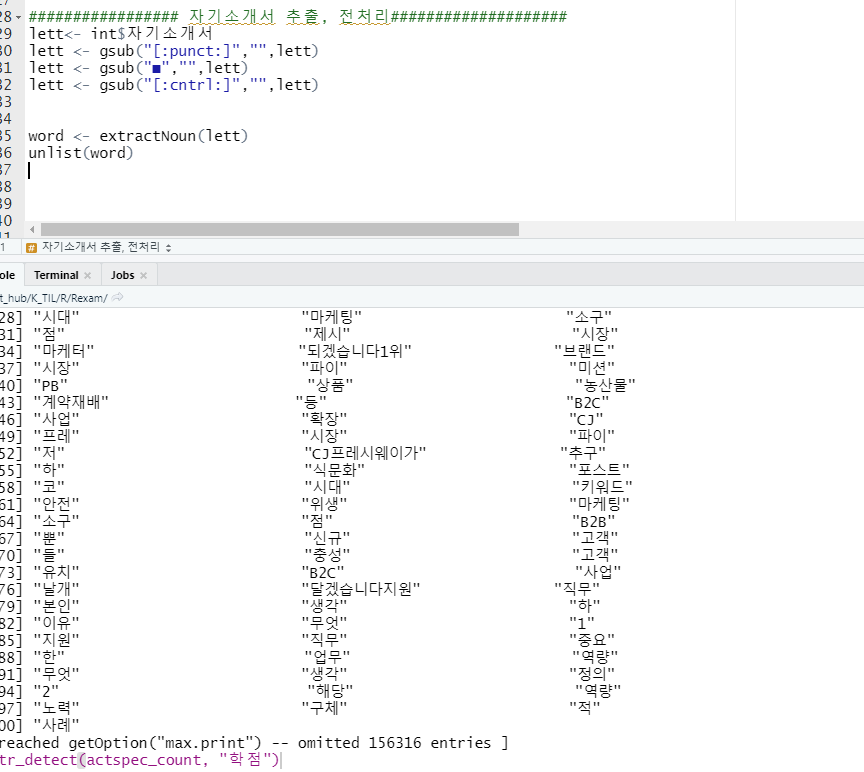 28 ################# 자기소개서 추출, 전처리####################
29 lett<- int$자기소개서
30 lett <- gsub("[:punct:]","",lett)
31 lett <- gsub("■","",lett)
32 lett <- gsub("[:cntrl:]","",lett)
33
34
35 word <- extractNoun(lett)
36 unlist(word)
37
38
39
40
41
1 # 자기소개서 추출, 전처리
ole Terminal × Jobs ×
t_hub/K_TIL/R/Rexam/
28] "시대" "마케팅" "소구"
31] "점" "제시" "시장"
34] "마케터" "되겠습니다1위" "브랜드"
37] "시장" "파이" "미션"
40] "PB" "상품" "농산물"
43] "계약재배" "등" "B2C"
46] "사업" "확장" "CJ"
49] "프레" "시장" "파이"
52] "저" "CJ프레시웨이가" "추구"
55] "하" "식문화" "포스트"
58] "코" "시대" "키워드"
61] "안전" "위생" "마케팅"
64] "소구" "점" "B2B"
67] "뿐" "신규" "고객"
70] "들" "충성" "고객"
73] "유치" "B2C" "사업"
76] "날개" "달겠습니다지원" "직무"
79] "본인" "생각" "하"
82] "이유" "무엇" "1"
85] "지원" "직무" "중요"
88] "한" "업무" "역량"
91] "무엇" "생각" "정의"
94] "2" "해당" "역량"
97] "노력" "구체" "적"
00] "사례"
reached getOption("max.print") -- omitted 156316 entries ]
tr_detect(actspec_count, "학점")